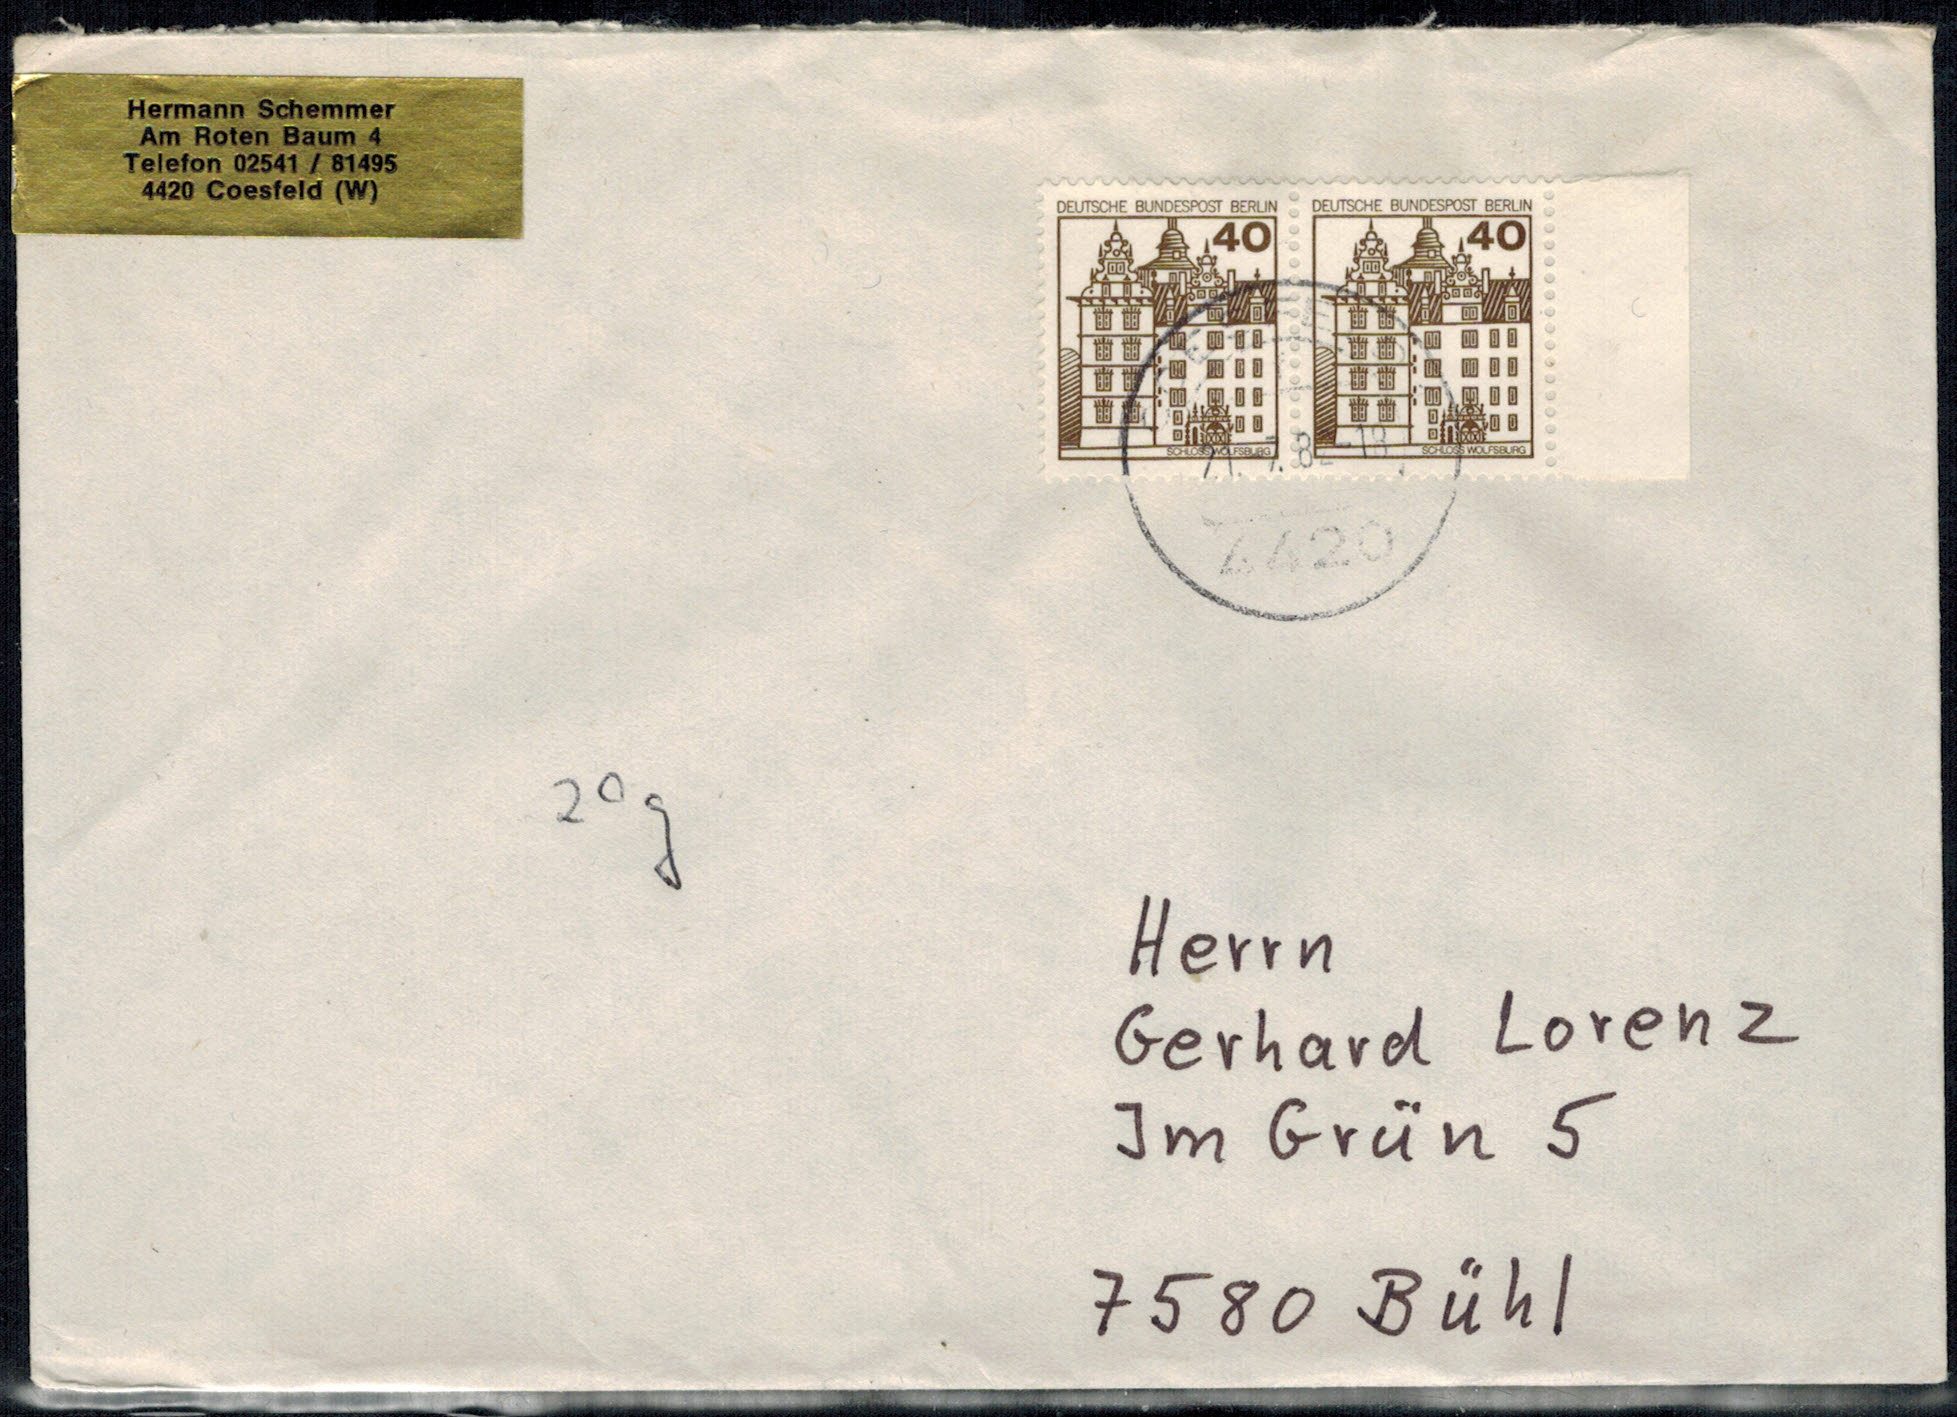 Hermann Schemmer
Am Roten Baum 4
Telefon 02541 / 81495
4420 Coesfeld (W)
DEUTSCHE BUNDESPOST BERLIN
40
SCHLOSS WOLFSBURG
DEUTSCHE BUNDESPOST BERLIN
40
SCHLOSS WOLFSBURG
4420
20g
Herrn
Gerhard Lorenz
Im Grün 5
7580 Bühl